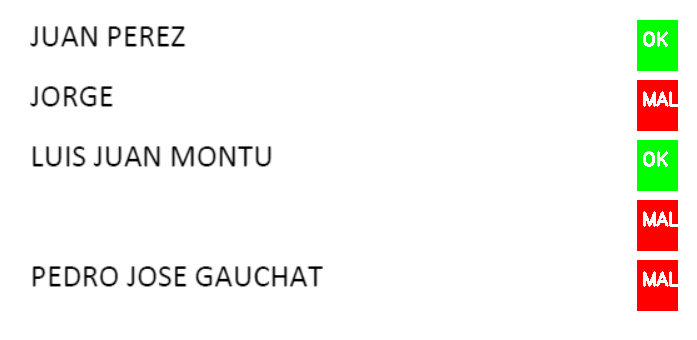 JUAN PEREZ OK
JORGE MAL
LUIS JUAN MONTU OK
MAL
PEDRO JOSE GAUCHAT MAL